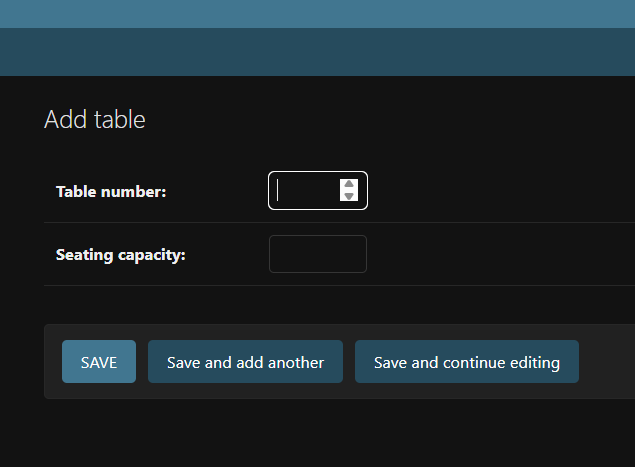 Add table
Table number:
Seating capacity:
SAVE
Save and add another
Save and continue editing